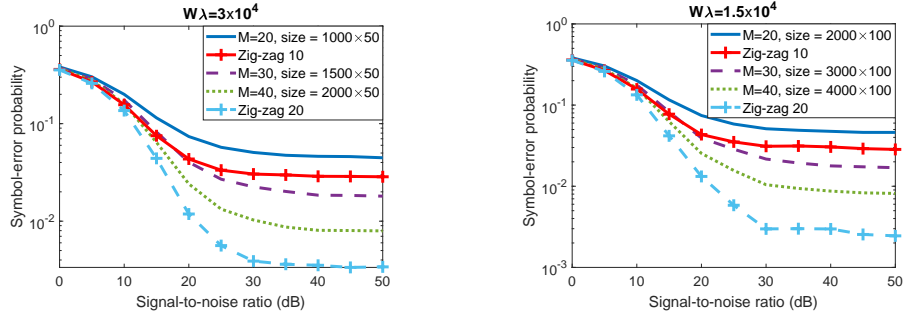 Wλ=3×10⁴
Symbol-error probability
10⁰
10⁻¹
10⁻²
M=20, size = 1000×50
Zig-zag 10
M=30, size = 1500×50
M=40, size = 2000×50
Zig-zag 20
0 10 20 30 40 50
Signal-to-noise ratio (dB)
Wλ=1.5×10⁴
Symbol-error probability
10⁰
10⁻¹
10⁻²
10⁻³
M=20, size = 2000×100
Zig-zag 10
M=30, size = 3000×100
M=40, size = 4000×100
Zig-zag 20
0 10 20 30 40 50
Signal-to-noise ratio (dB)